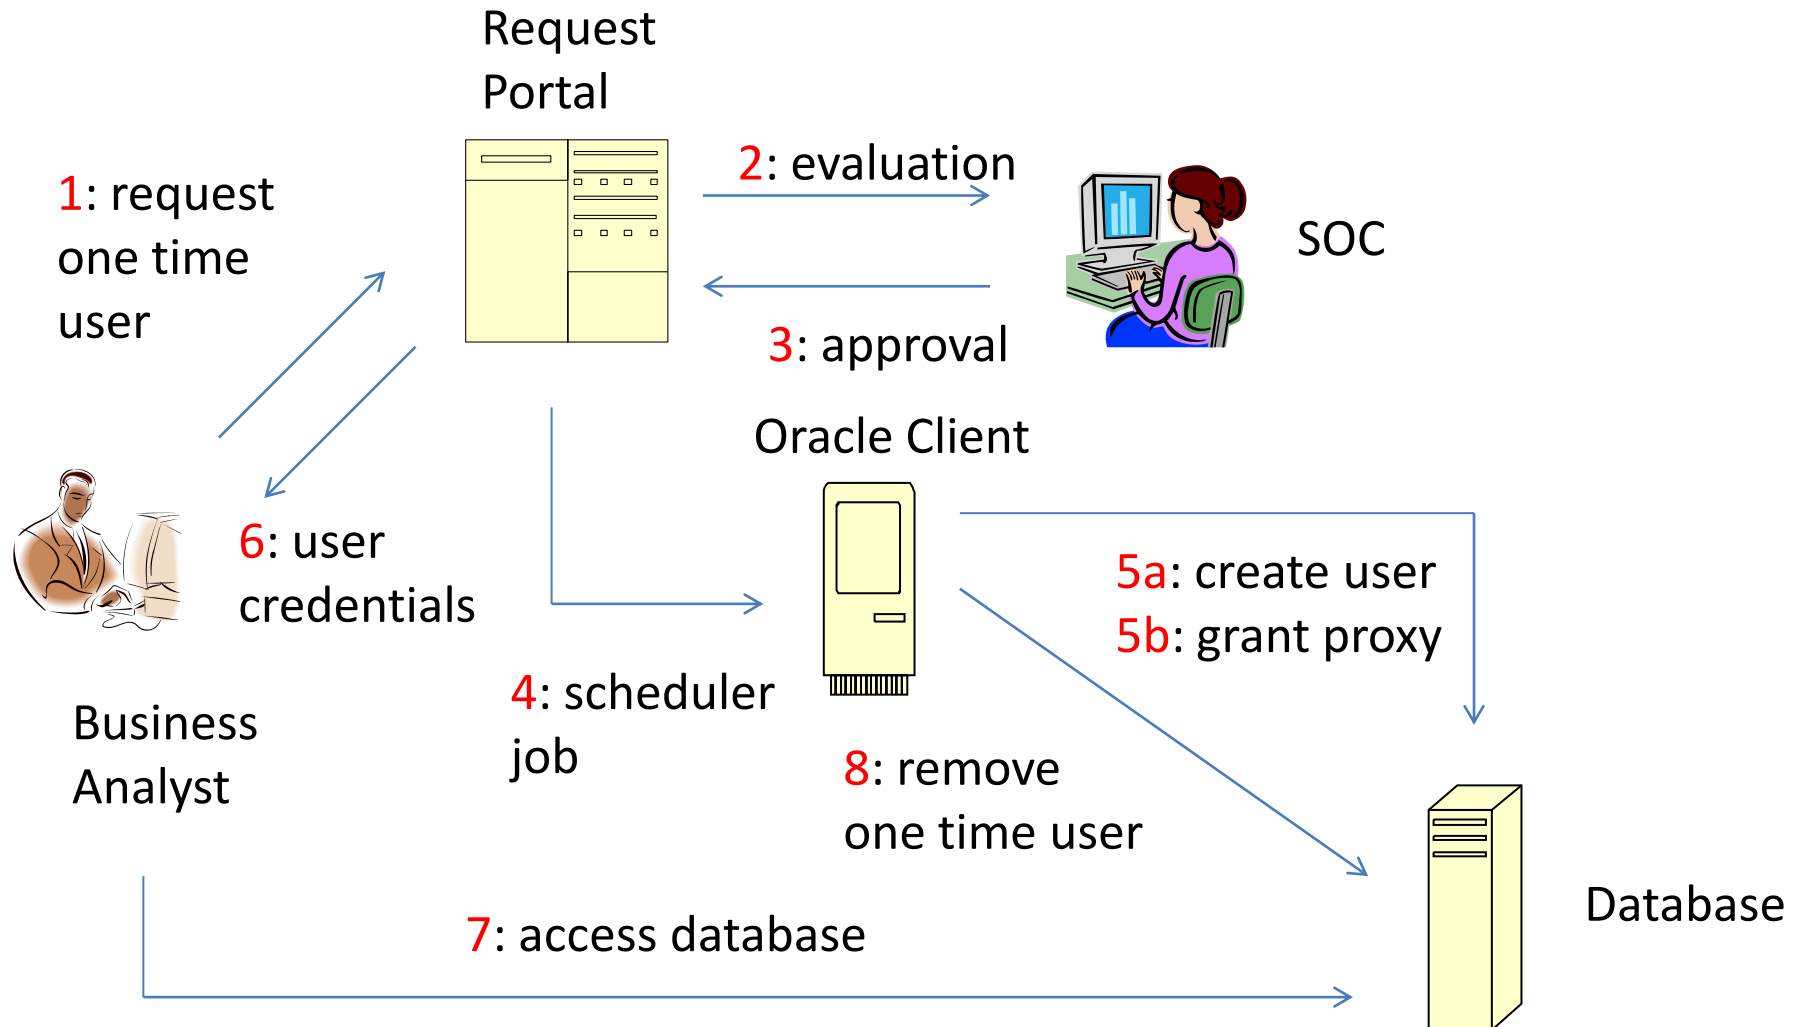 Request
Portal
1: request
one time
user
2: evaluation
SOC
3: approval
Oracle Client
6: user
credentials
5a: create user
5b: grant proxy
4: scheduler
job
Business
Analyst
8: remove
one time user
Database
7: access database